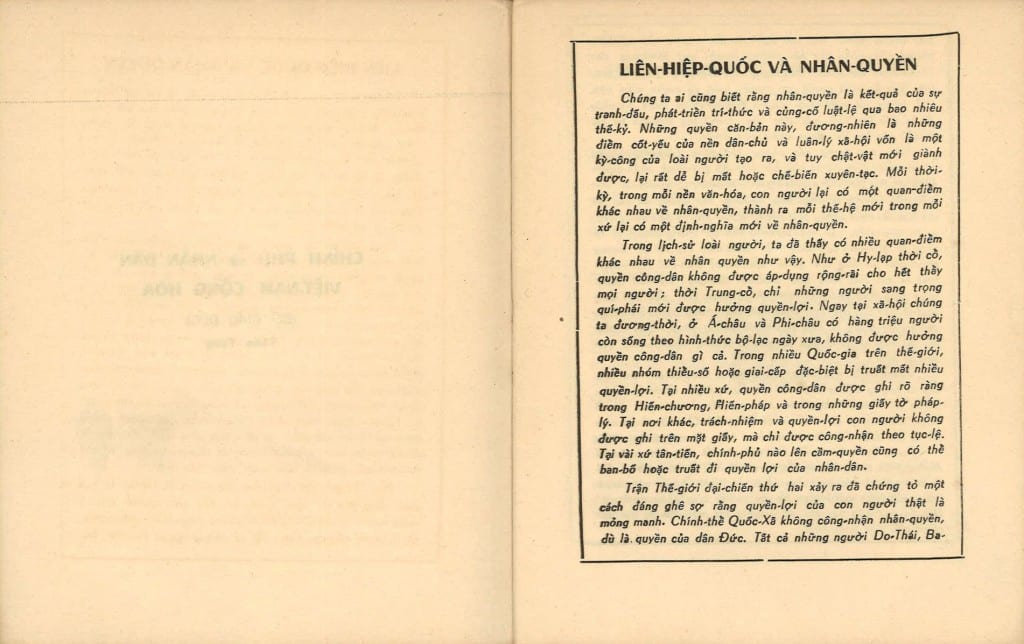 LIÊN-HIỆP-QUỐC VÀ NHÂN-QUYỀN
Chúng ta ai cũng biết rằng nhân-quyền là kết-quả của sự
tranh-đấu, phát-triển trí-thức và củng-cố luật-lệ qua bao nhiêu
thế-kỷ. Những quyền căn-bản này, đương-nhiên là những
điểm cốt-yếu của nền dân-chủ và luân-lý xã-hội vốn là một
kỳ-công của loài người tạo ra, và tuy chật-vật mới giành
được, lại rất dễ bị mất hoặc chế-biến xuyên-tạc. Mỗi thời-
kỳ, trong mỗi nền văn-hóa, con người lại có một quan-điểm
khác nhau về nhân-quyền, thành ra mỗi thế-hệ mới trong mỗi
xứ lại có một định-nghĩa mới về nhân-quyền.
Trong lịch-sử loài người, ta đã thấy có nhiều quan-điểm
khác nhau về nhân quyền như vậy. Như ở Hy-lạp thời cổ,
quyền công-dân không được áp-dụng rộng-rãi cho hết thầy
mọi người ; thời Trung-cổ, chỉ những người sang trọng
quí-phái mới được hưởng quyền-lợi. Ngay tại xã-hội chúng
ta đương-thời, ở Á-châu và Phi-châu có hàng triệu người
còn sống theo hình-thức bộ-lạc ngày xưa, không được hưởng
quyền công-dân gì cả. Trong nhiều Quốc-gia trên thế-giới,
nhiều nhóm thiểu-số hoặc giai-cấp đặc-biệt bị truất mất nhiều
quyền-lợi. Tại nhiều xứ, quyền công-dân được ghi rõ ràng
trong Hiến-chương, Hiến-pháp và trong những giấy tờ pháp-
lý. Tại nơi khác, trách-nhiệm và quyền-lợi con người không
được ghi trên mặt giấy, mà chỉ được công-nhận theo tục-lệ.
Tại vài xứ tân-tiến, chính-phủ nào lên cầm-quyền cũng có thể
ban-bố hoặc truất đi quyền lợi của nhân-dân.
Trận Thế-giới đại-chiến thứ hai xảy ra đã chứng tỏ một
cách đáng ghê sợ rằng quyền-lợi của con người thật là
mỏng manh. Chính-thể Quốc-Xã không công-nhận nhân-quyền,
dù là quyền của dân Đức. Tất cả những người Do-Thái, Ba-